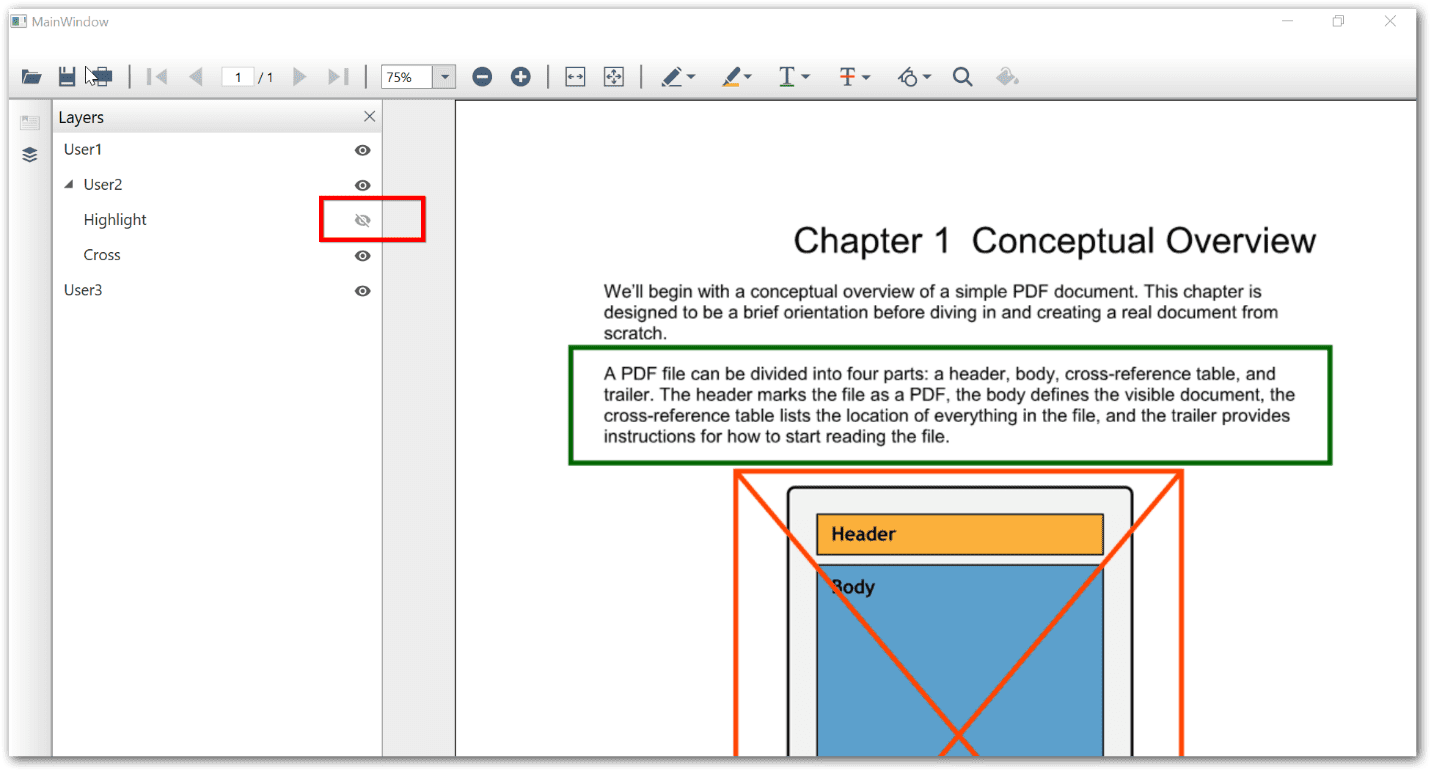 MainWindow
1 / 1
75%
Layers
User1
User2
Highlight
Cross
User3
Chapter 1 Conceptual Overview
We'll begin with a conceptual overview of a simple PDF document. This chapter is
designed to be a brief orientation before diving in and creating a real document from
scratch.
A PDF file can be divided into four parts: a header, body, cross-reference table, and
trailer. The header marks the file as a PDF, the body defines the visible document, the
cross-reference table lists the location of everything in the file, and the trailer provides
instructions for how to start reading the file.
Header
Body